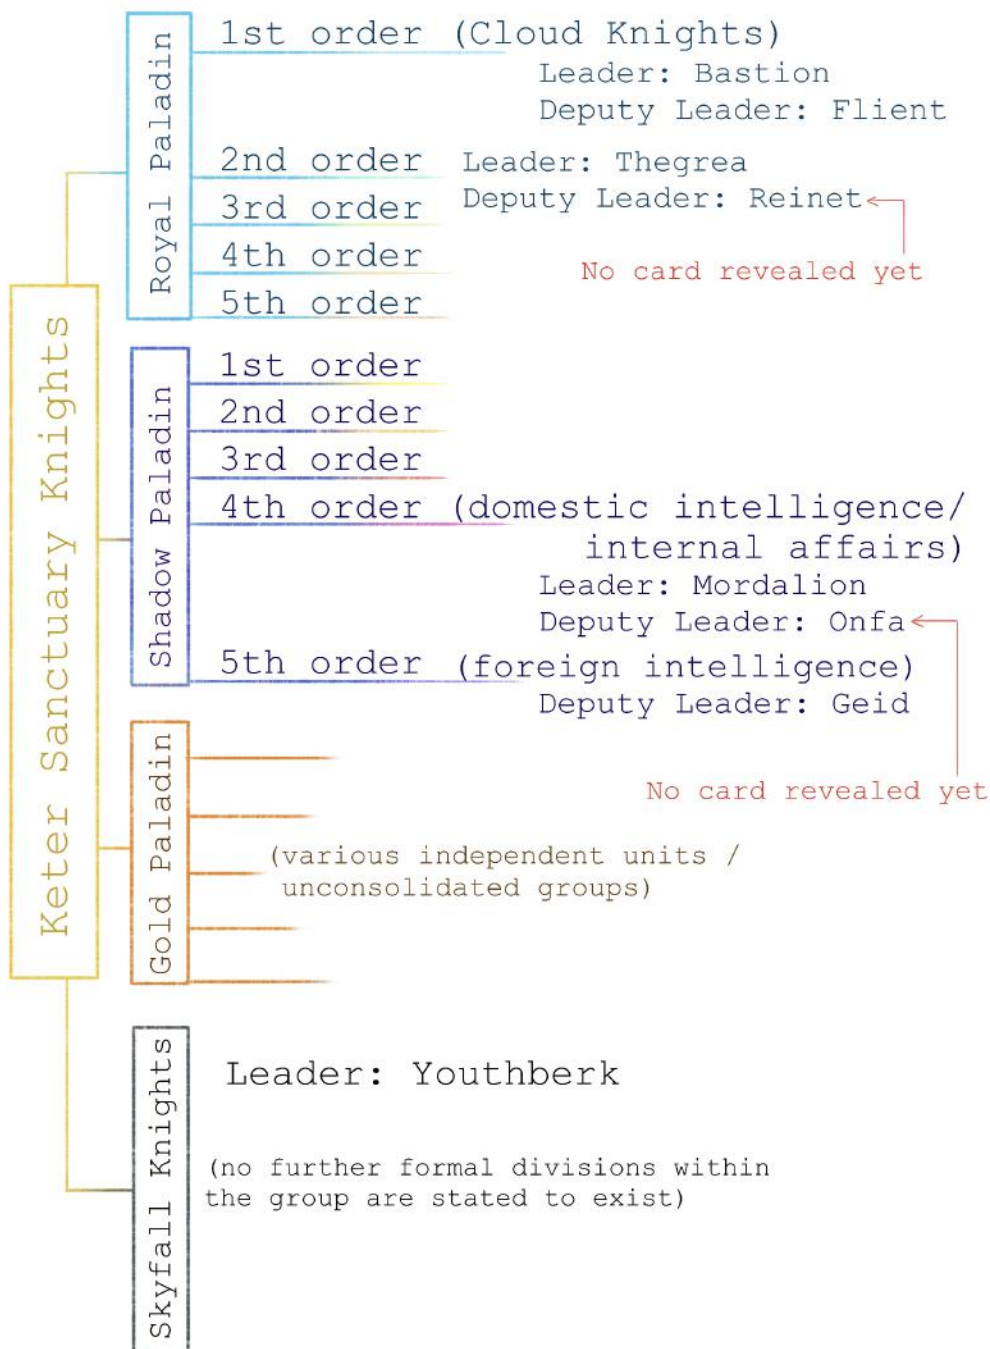 Keter Sanctuary Knights
Royal Paladin
1st order (Cloud Knights)
Leader: Bastion
Deputy Leader: Flient
2nd order
Leader: Thegrea
Deputy Leader: Reinet
No card revealed yet
3rd order
4th order
5th order
Shadow Paladin
1st order
2nd order
3rd order
4th order (domestic intelligence/
internal affairs)
Leader: Mordalion
Deputy Leader: Onfa
No card revealed yet
5th order (foreign intelligence)
Deputy Leader: Geid
Gold Paladin
(various independent units /
unconsolidated groups)
Skyfall Knights
Leader: Youthberk
(no further formal divisions within
the group are stated to exist)